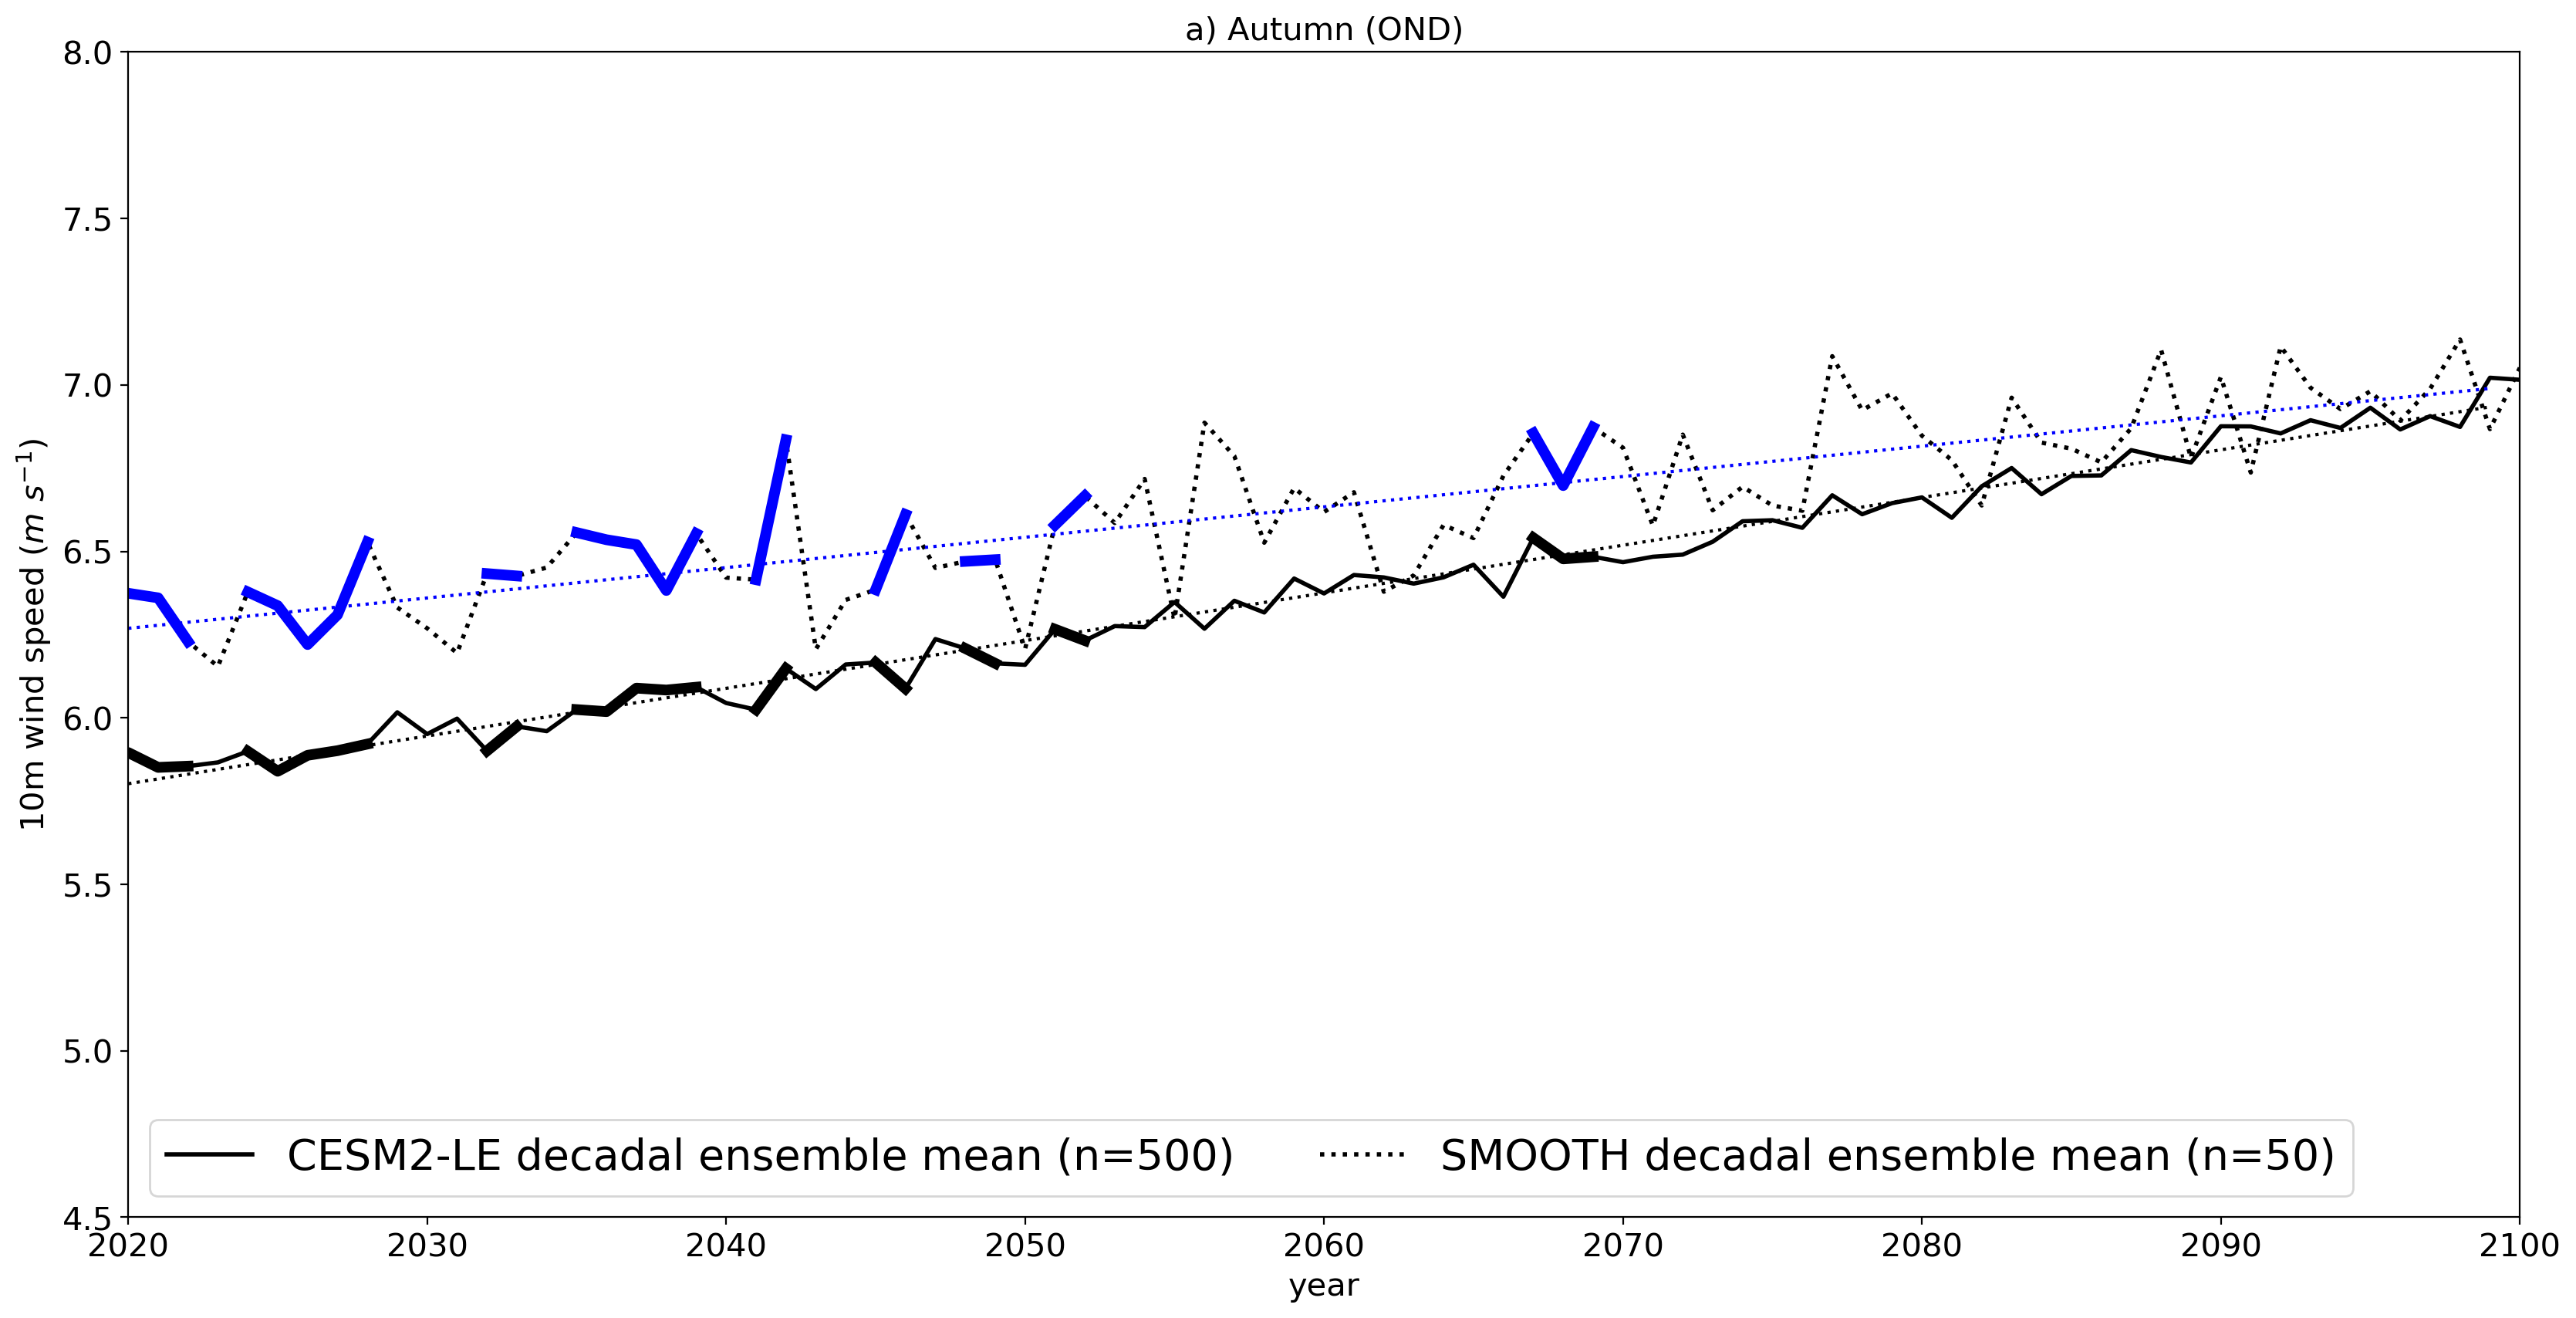 a) Autumn (OND)
8.0
7.5
7.0
6.5
6.0
5.5
5.0
4.5
10m wind speed (m s⁻¹)
CESM2-LE decadal ensemble mean (n=500) SMOOTH decadal ensemble mean (n=50)
2020 2030 2040 2050 2060 2070 2080 2090 2100
year